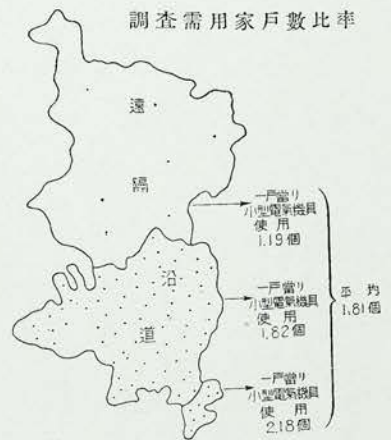 調査需用家戸數比率
遠
隔
一戸當り
小型電氣機具
使用
1.19個
沿
道
一戸當り
小型電氣機具
使用
1.82個
平均
1.81個
一戸當り
小型電氣機具
使用
2.18個